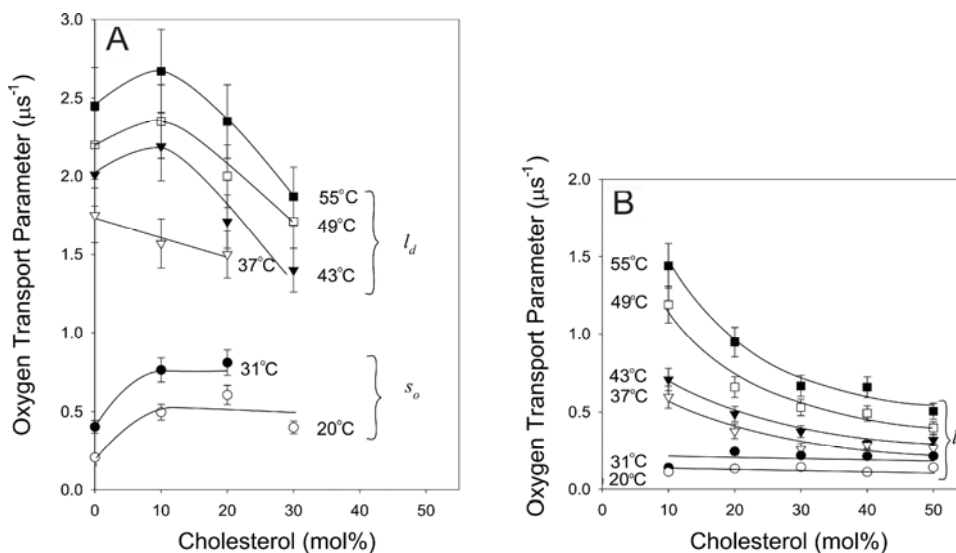 A
Oxygen Transport Parameter (μs⁻¹)
3.0
2.5
2.0
1.5
1.0
0.5
0.0
55°C
49°C
43°C
37°C
l_d
31°C
20°C
s_o
0 10 20 30 40 50
Cholesterol (mol%)
B
Oxygen Transport Parameter (μs⁻¹)
2.0
1.5
1.0
0.5
0.0
55°C
49°C
43°C
37°C
31°C
20°C
0 10 20 30 40 50
Cholesterol (mol%)